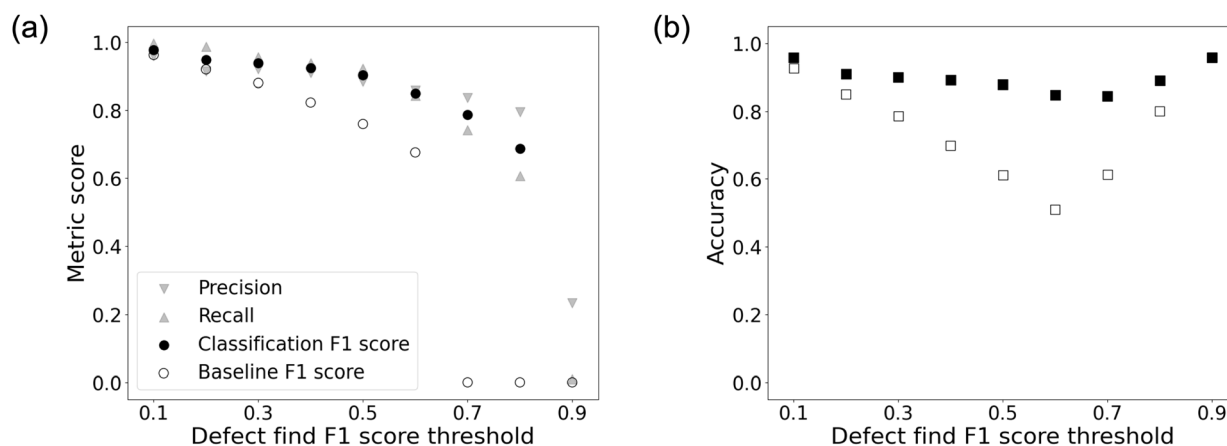 (a)
Metric score
1.0
0.8
0.6
0.4
0.2
0.0
Precision
Recall
Classification F1 score
Baseline F1 score
0.1 0.3 0.5 0.7 0.9
Defect find F1 score threshold
(b)
Accuracy
1.0
0.8
0.6
0.4
0.2
0.0
0.1 0.3 0.5 0.7 0.9
Defect find F1 score threshold